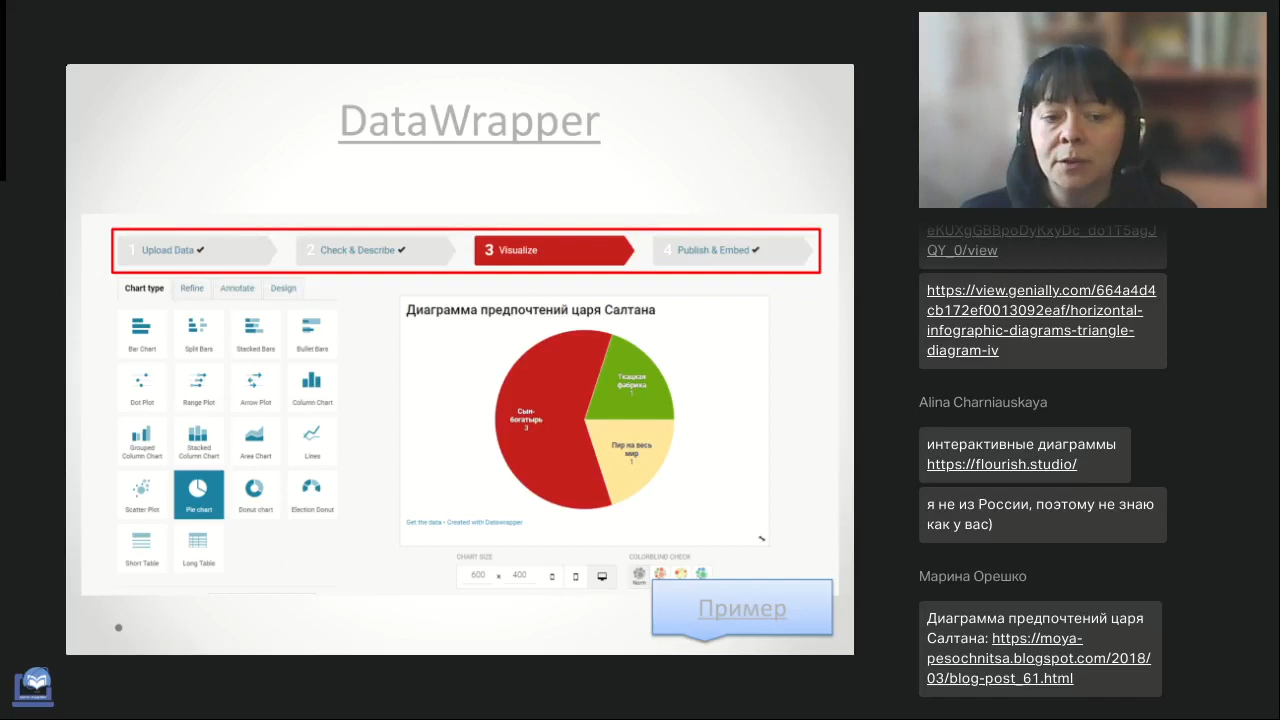 DataWrapper
1 Upload Data ✔
2 Check & Describe ✔
3 Visualize
4 Publish & Embed ✔
Chart type
Refine
Annotate
Design
Bar Chart
Split Bars
Stacked Bars
Bullet Bars
Dot Plot
Range Plot
Arrow Plot
Column Chart
Grouped
Column Chart
Stacked
Column Chart
Area Chart
Lines
Scatter Plot
Pie chart
Donut chart
Election Donut
Short Table
Long Table
Диаграмма предпочтений царя Салтана
Ткацкая
фабрика
1
Сын-
богатырь
3
Пир на весь
мир
1
Get the data • Created with Datawrapper
CHART SIZE
600 x 400
COLORBLIND CHECK
Norm
Пример
QY_0/view
https://view.genially.com/664a4d4
cb172ef0013092eaf/horizontal-
infographic-diagrams-triangle-
diagram-iv
Alina Charniauskaya
интерактивные диаграммы
https://flourish.studio/
я не из России, поэтому не знаю
как у вас)
Марина Орешко
Диаграмма предпочтений царя
Салтана: https://moya-
pesochnitsa.blogspot.com/2018/
03/blog-post_61.html